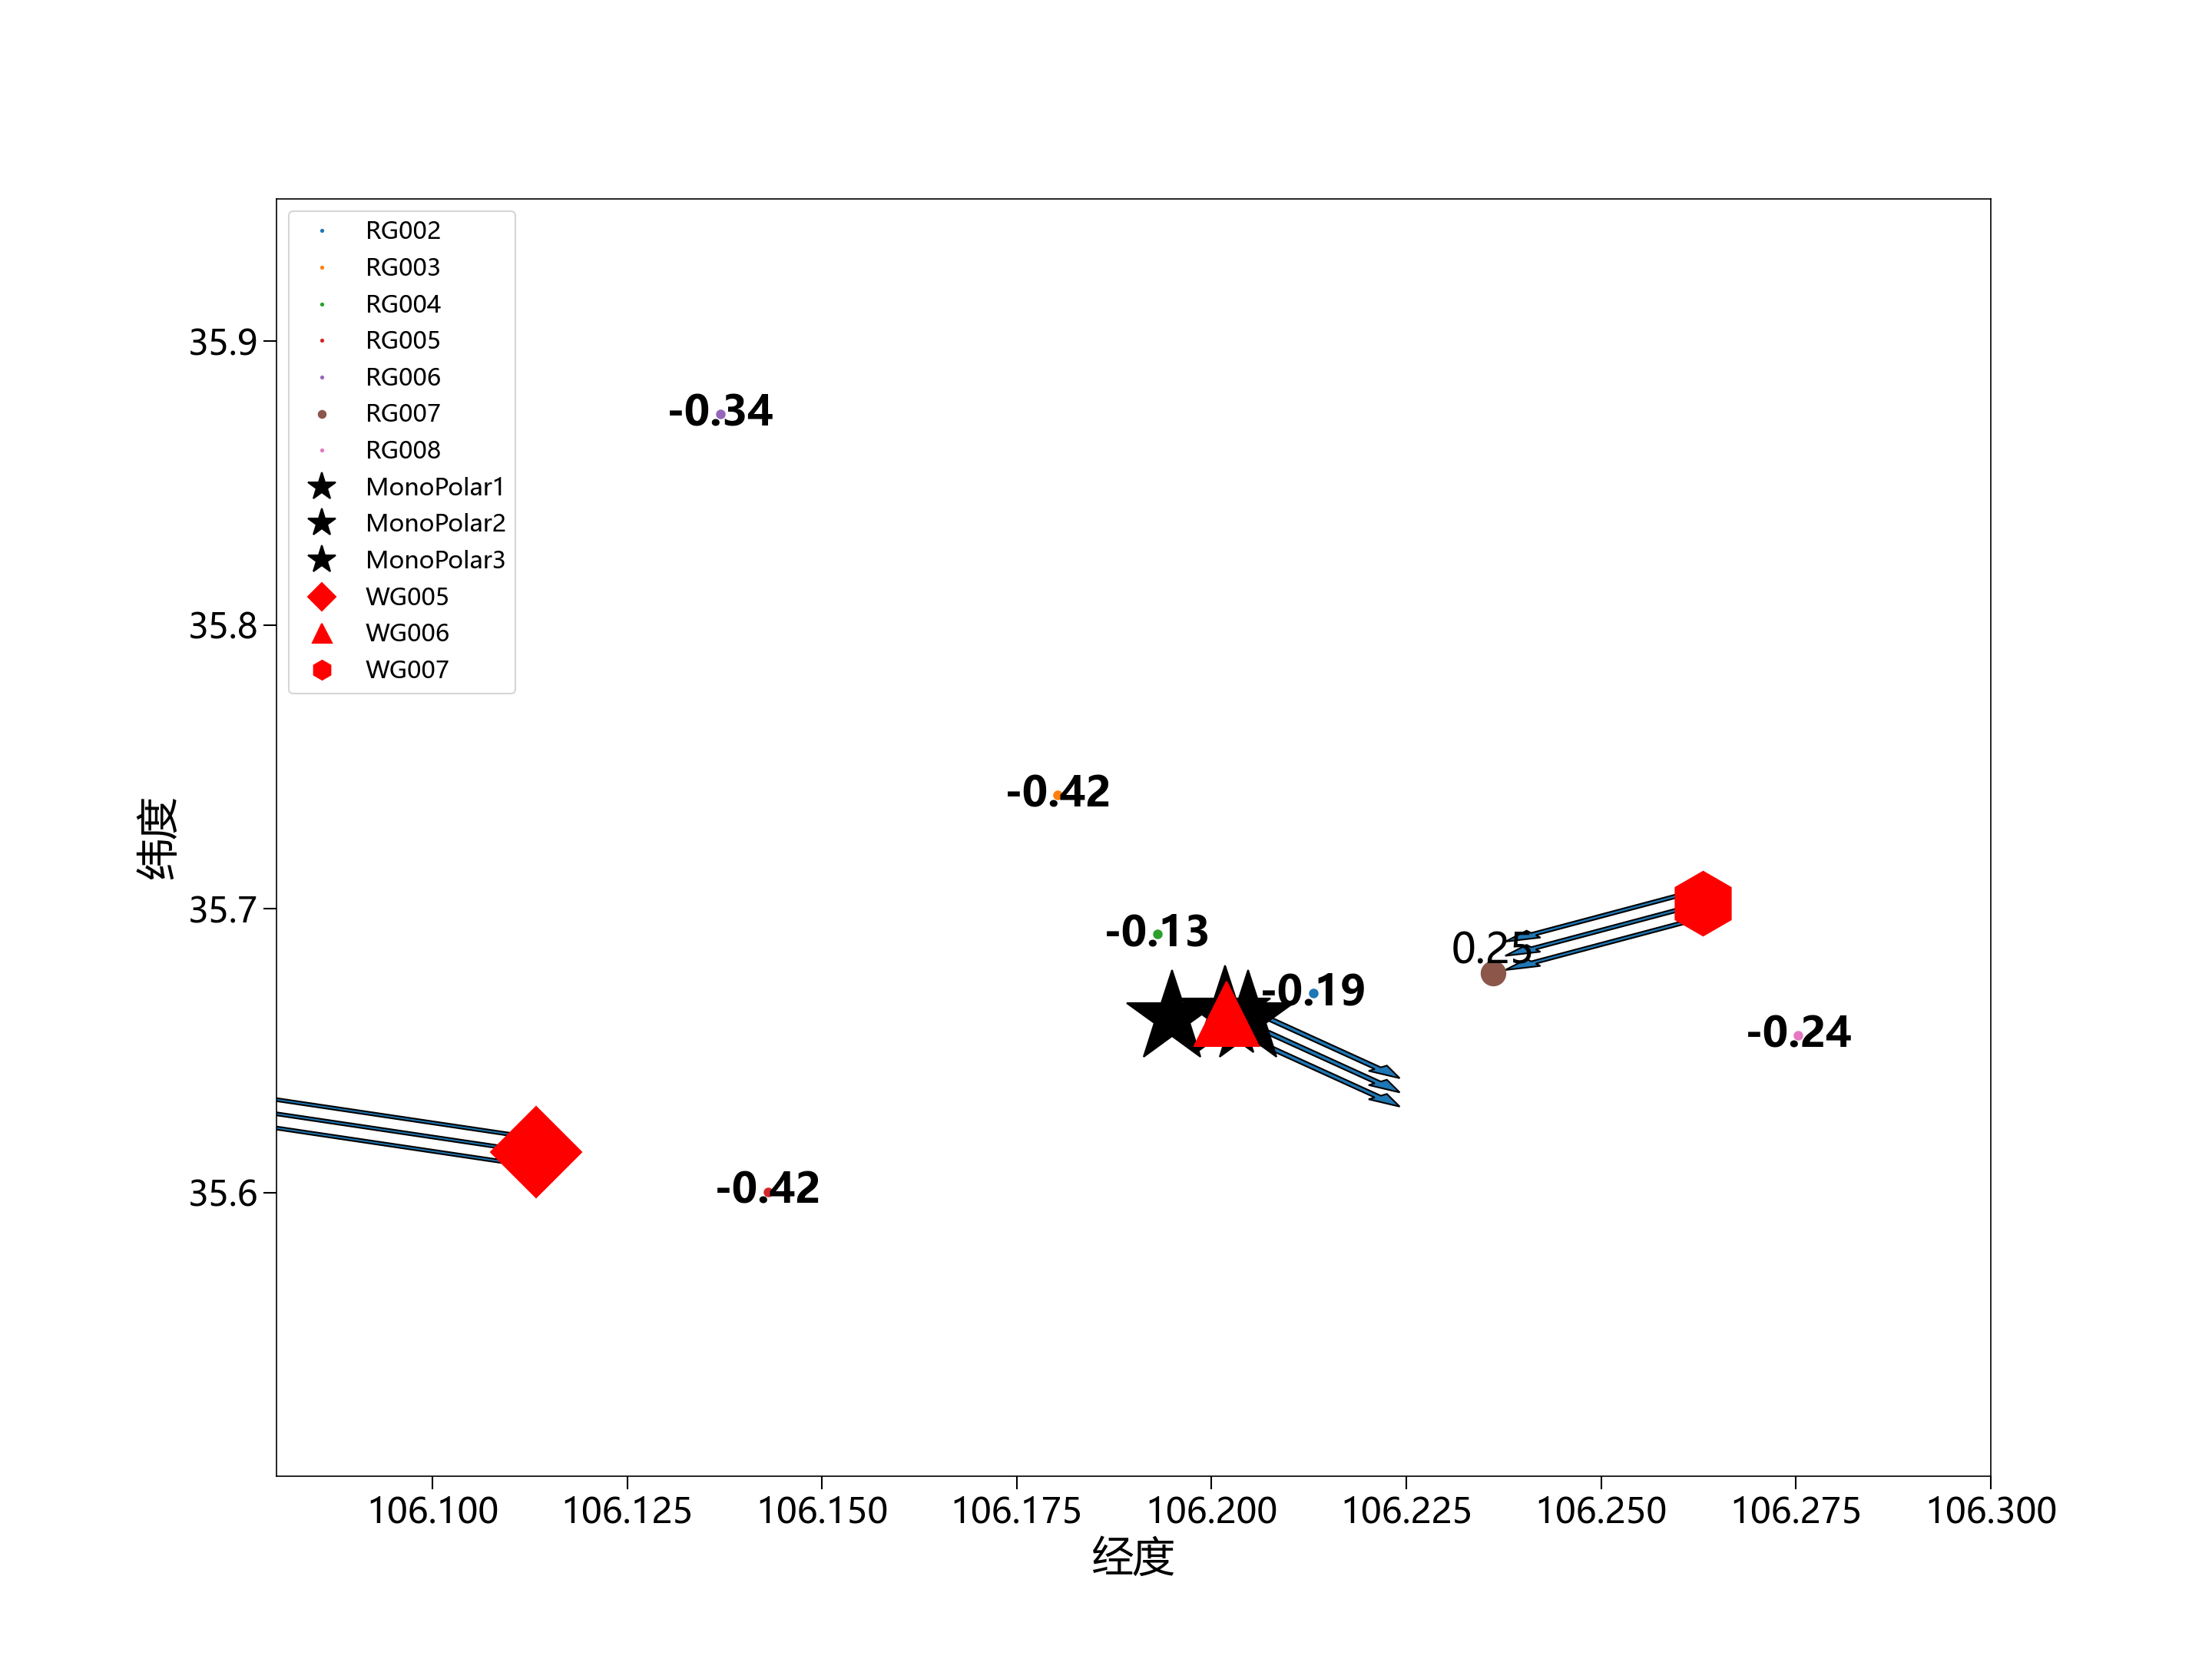 RG002
RG003
RG004
RG005
RG006
RG007
RG008
MonoPolar1
MonoPolar2
MonoPolar3
WG005
WG006
WG007
35.9
35.8
35.7
35.6
纬度
-0.34
-0.42
-0.13
0.25
-0.19
-0.24
-0.42
106.100
106.125
106.150
106.175
106.200
106.225
106.250
106.275
106.300
经度